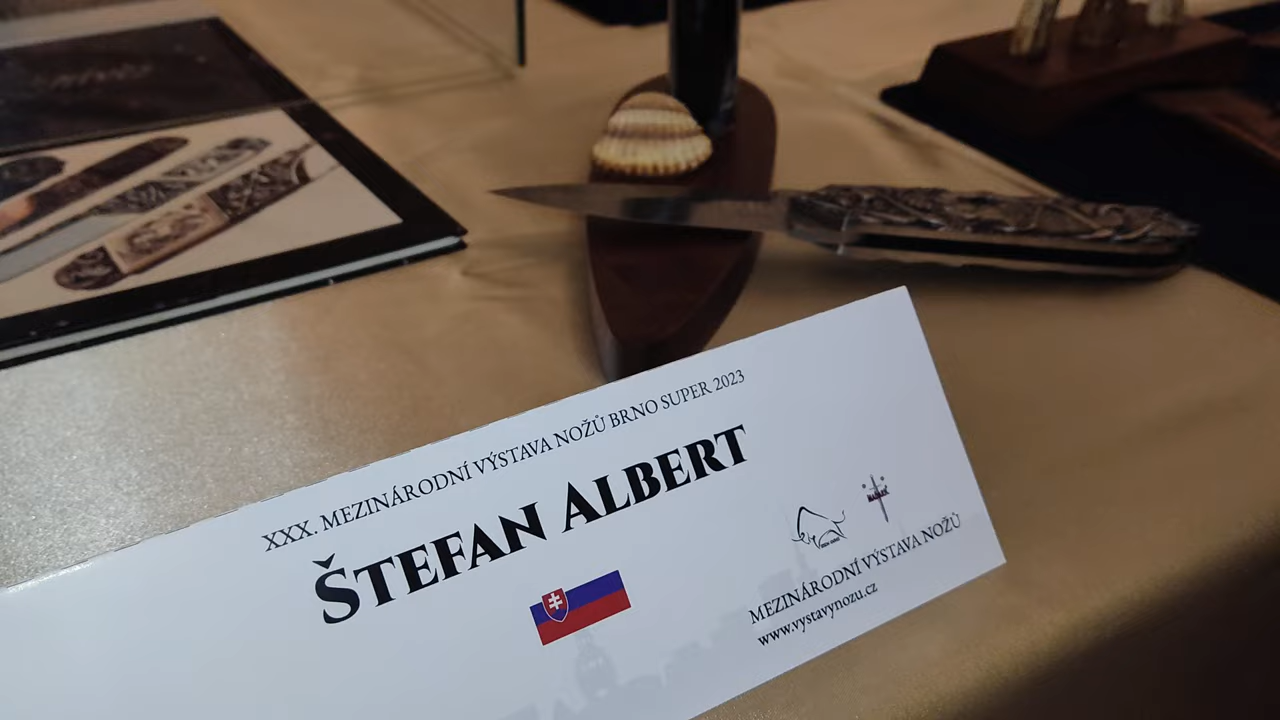 XXX. MEZINÁRODNÍ VÝSTAVA NOŽŮ BRNO SUPER 2023
ŠTEFAN ALBERT
MEZINÁRODNÍ VÝSTAVA NOŽŮ
www.vystavynozu.cz